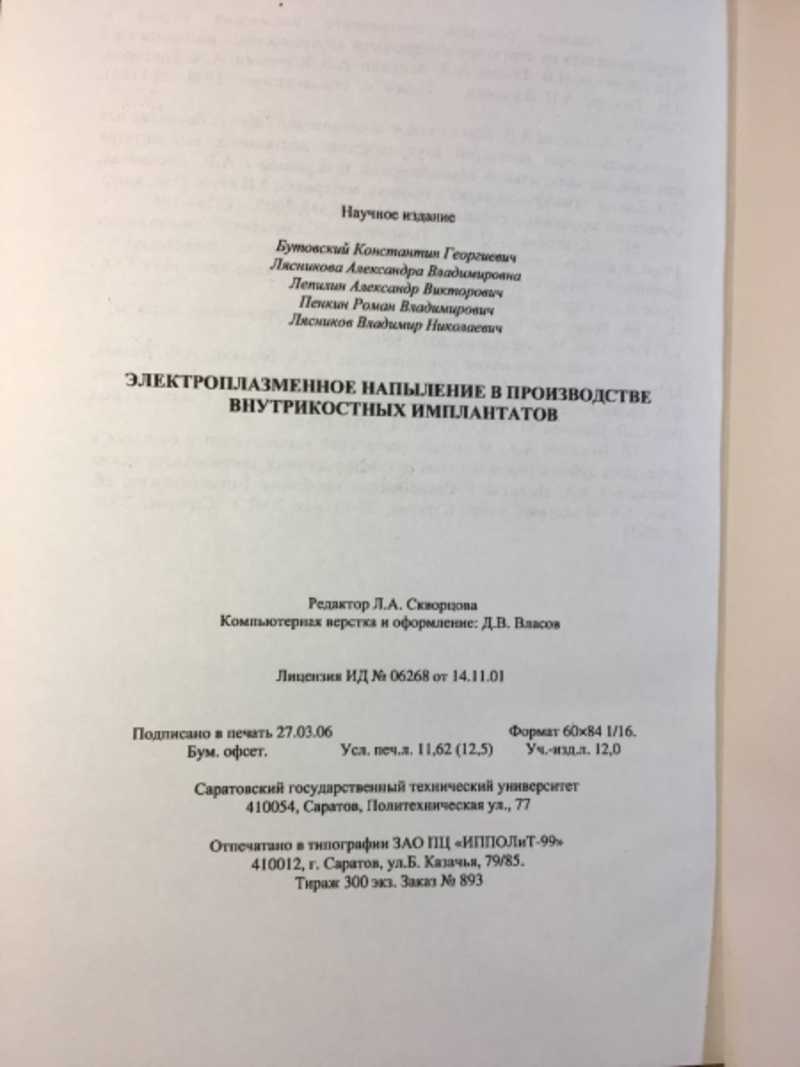 Научное издание
Бутовский Константин Георгиевич
Лясникова Александра Владимировна
Лепилин Александр Викторович
Пенкин Роман Владимирович
Лясников Владимир Николаевич
ЭЛЕКТРОПЛАЗМЕННОЕ НАПЫЛЕНИЕ В ПРОИЗВОДСТВЕ
ВНУТРИКОСТНЫХ ИМПЛАНТАТОВ
Редактор Л.А. Скворцова
Компьютерная верстка и оформление: Д.В. Власов
Лицензия ИД № 06268 от 14.11.01
Подписано в печать 27.03.06 Формат 60×84 1/16.
Бум. офсет. Усл. печ.л. 11,62 (12,5) Уч.-изд.л. 12,0
Саратовский государственный технический университет
410054, Саратов, Политехническая ул., 77
Отпечатано в типографии ЗАО ПЦ «ИППОЛиТ-99»
410012, г. Саратов, ул.Б. Казачья, 79/85.
Тираж 300 экз. Заказ № 893